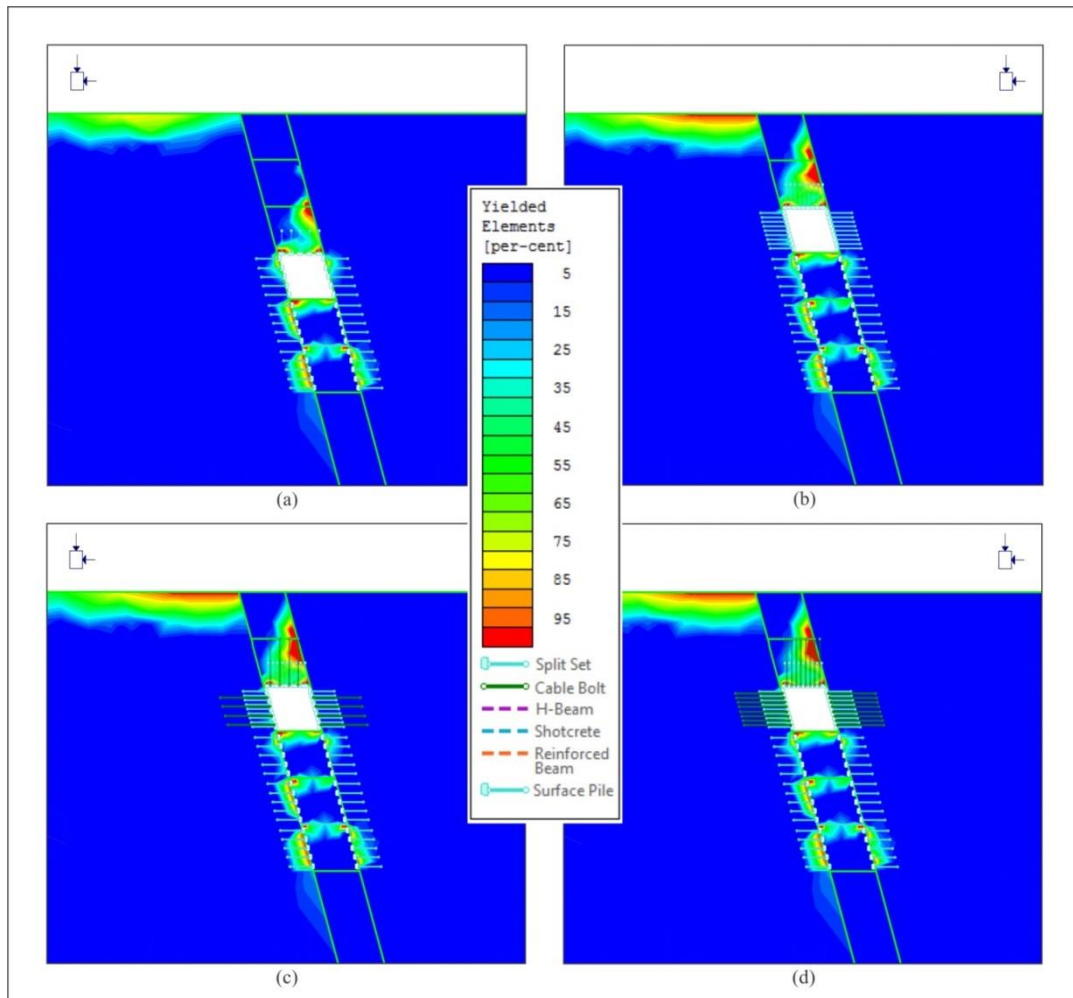 Yielded
Elements
[per-cent]
5
15
25
35
45
55
65
75
85
95
Split Set
Cable Bolt
H-Beam
Shotcrete
Reinforced
Beam
Surface Pile
(a)
(b)
(c)
(d)